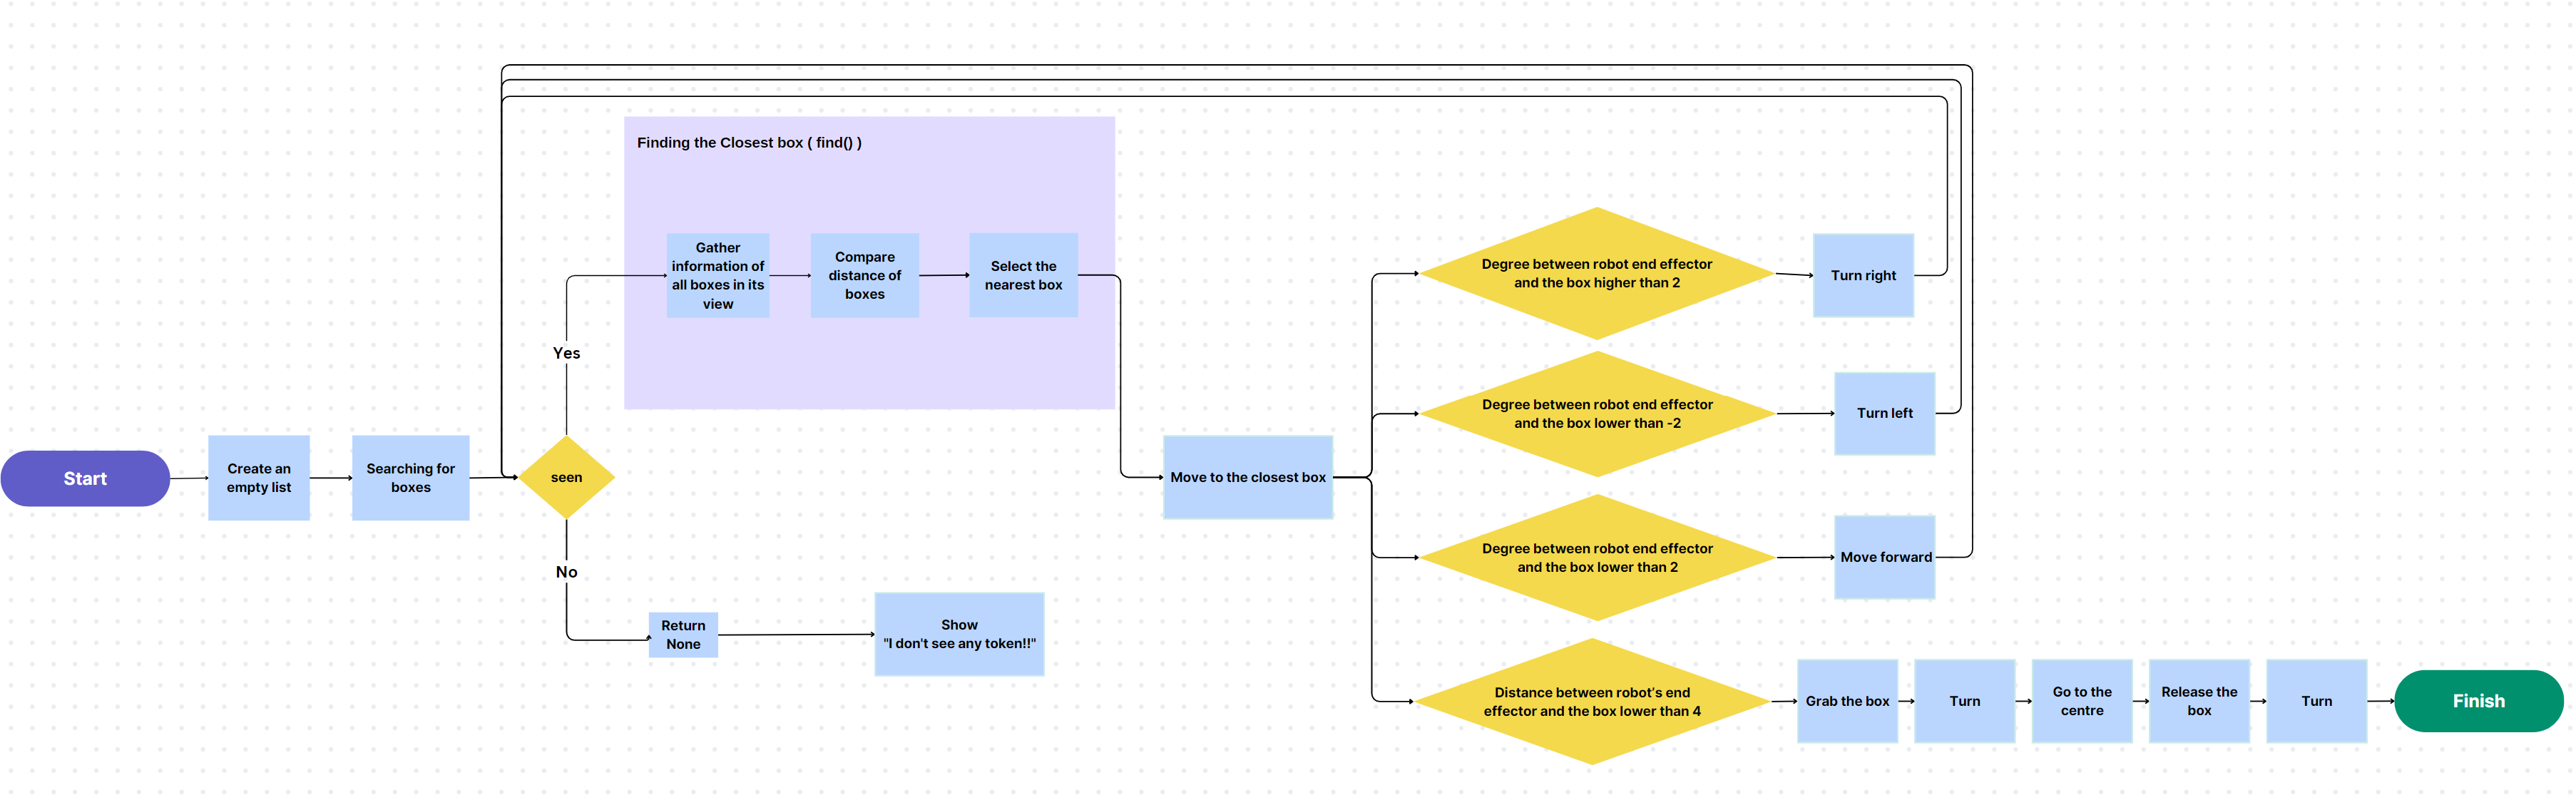 Finding the Closest box ( find() )
Gather
information of
all boxes in its
view
Compare
distance of
boxes
Select the
nearest box
Degree between robot end effector
and the box higher than 2
Turn right
Yes
Degree between robot end effector
and the box lower than -2
Turn left
Start
Create an
empty list
Searching for
boxes
seen
Move to the closest box
Degree between robot end effector
and the box lower than 2
Move forward
No
Return
None
Show
"I don't see any token!!"
Distance between robot's end
effector and the box lower than 4
Grab the box
Turn
Go to the
centre
Release the
box
Turn
Finish